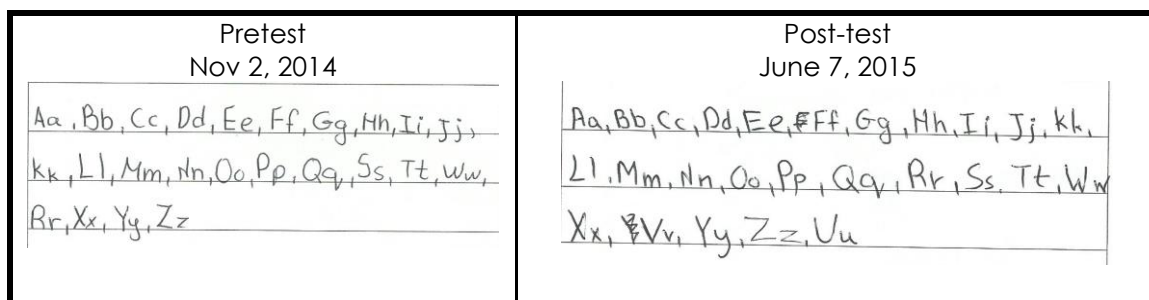 Pretest
Nov 2, 2014
Aa, Bb, Cc, Dd, Ee, Ff, Gg, Hh, Ii, Jj,
Kk, Ll, Mm, Nn, Oo, Pp, Qq, Ss, Tt, Ww,
Rr, Xx, Yy, Zz
Post-test
June 7, 2015
Aa, Bb, Cc, Dd, Ee, Ff, Gg, Hh, Ii, Jj, Kk,
Ll, Mm, Nn, Oo, Pp, Qq, Rr, Ss, Tt, Ww
Xx, Vv, Yy, Zz, Uu